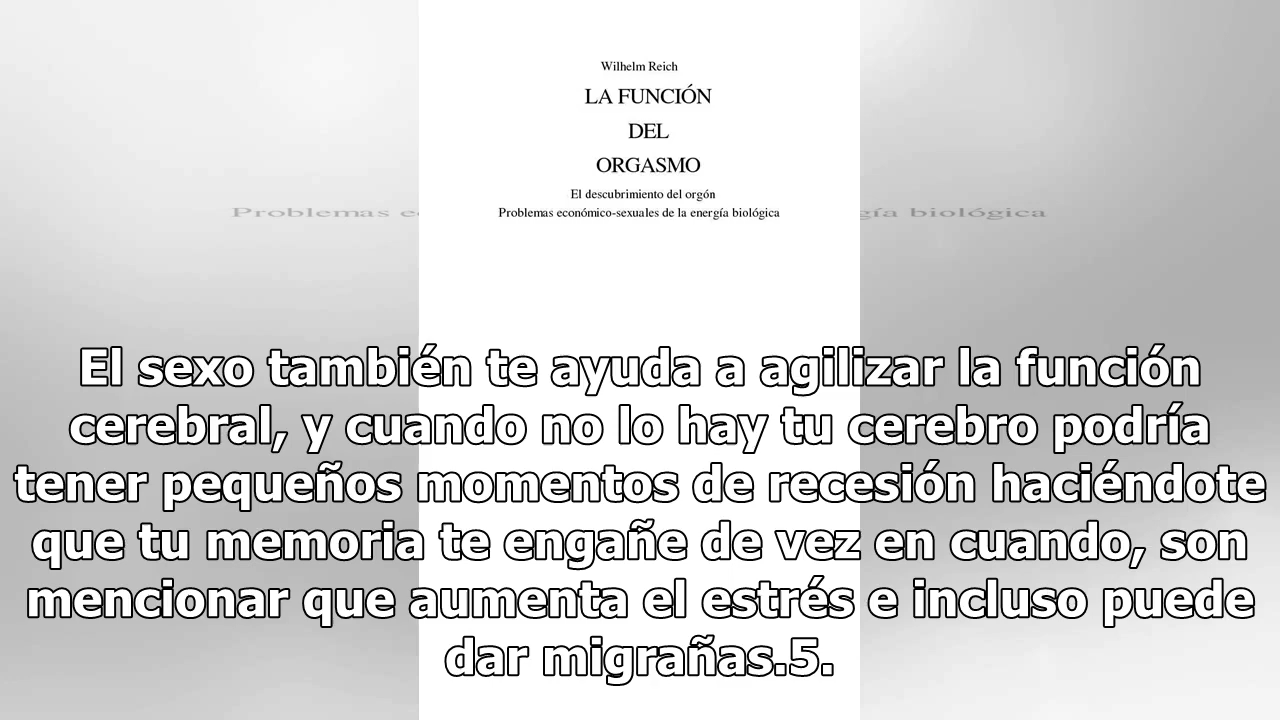 Wilhelm Reich
LA FUNCIÓN
DEL
ORGASMO
El descubrimiento del orgón
Problemas económico-sexuales de la energía biológica
El sexo también te ayuda a agilizar la función
cerebral, y cuando no lo hay tu cerebro podría
tener pequeños momentos de recesión haciéndote
que tu memoria te engañe de vez en cuando, son
mencionar que aumenta el estrés e incluso puede
dar migrañas.5.